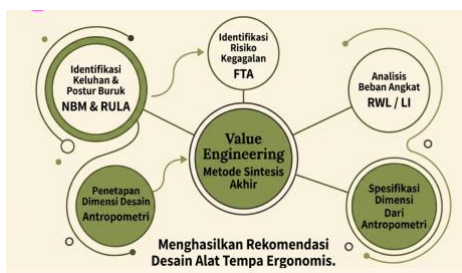 Identifikasi
Keluhan &
Postur Buruk
NBM & RULA
Identifikasi
Risiko
Kegagalan
FTA
Analisis
Beban Angkat
RWL / LI
Value
Engineering
Metode Sintesis
Akhir
Penetapan
Dimensi Desain
Antropometri
Spesifikasi
Dimensi
Dari
Antropometri
Menghasilkan Rekomendasi
Desain Alat Tempa Ergonomis.